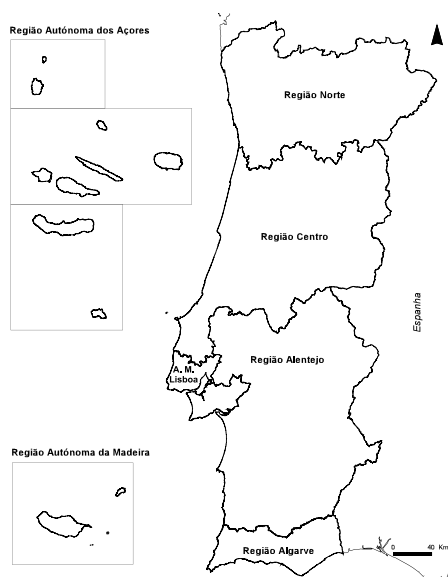 Região Autónoma dos Açores
Região Norte
Região Centro
Espanha
Região Alentejo
A. M.
Lisboa
Região Autónoma da Madeira
Região Algarve
0 40 Km